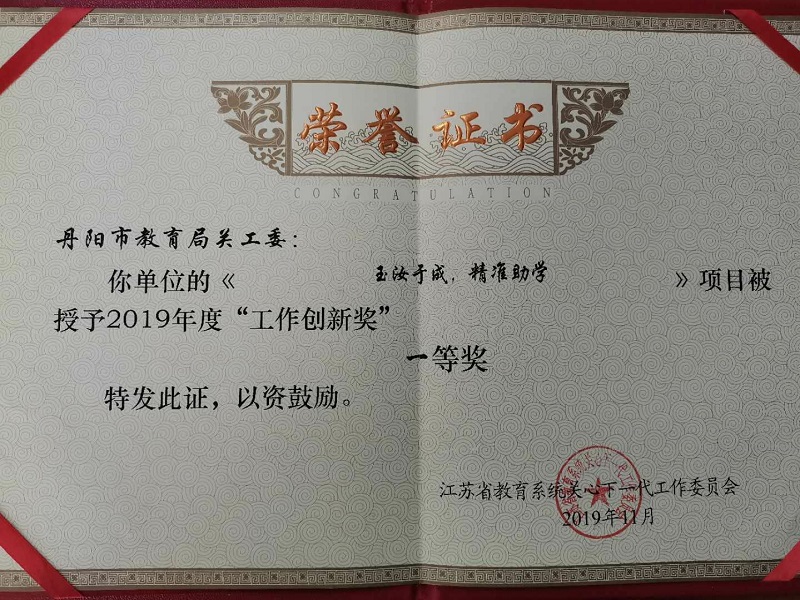 荣誉证书
CONGRATULATION
丹阳市教育局关工委：
你单位的《玉汝于成，精准助学》项目被
授予2019年度“工作创新奖”
一等奖
特发此证，以资鼓励。
江苏省教育系统关心下一代工作委员会
2019年11月